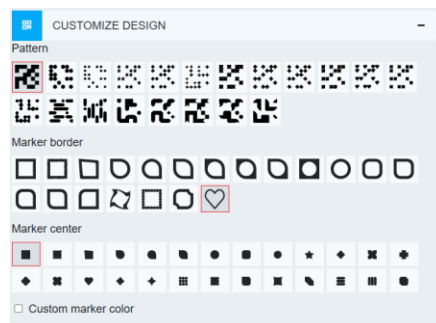 CUSTOMIZE DESIGN
Pattern
Marker border
Marker center
Custom marker color